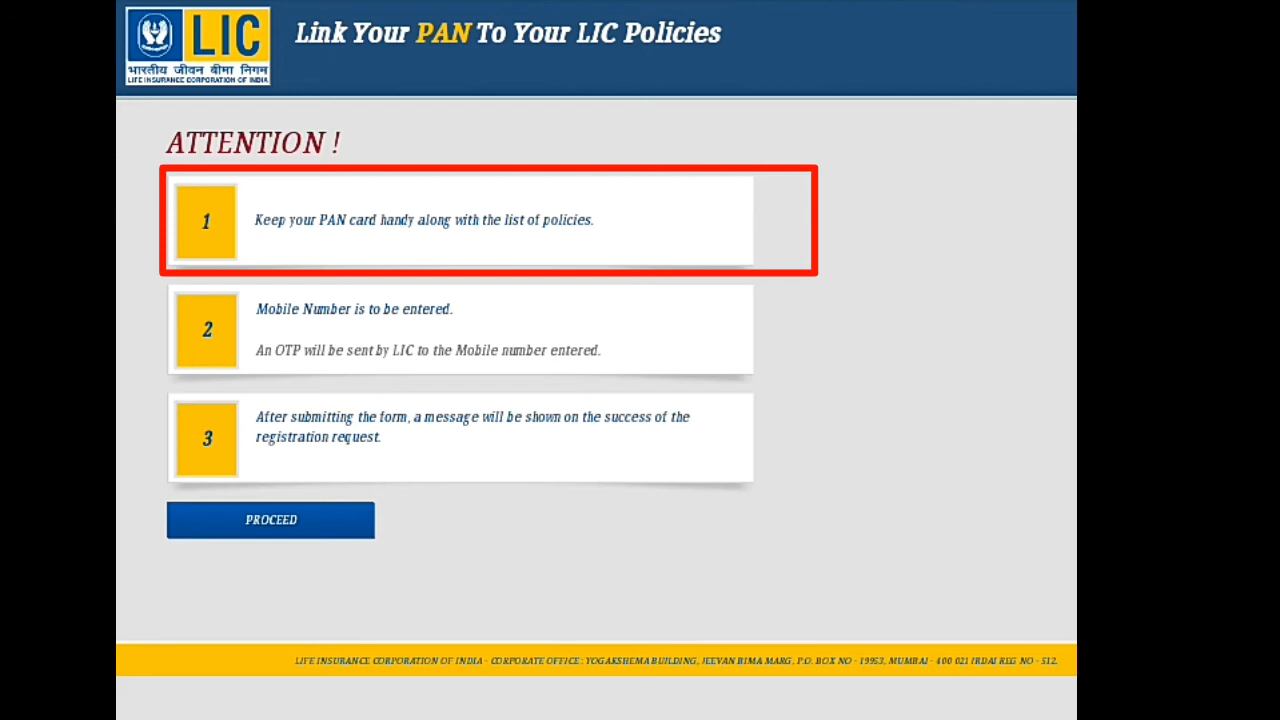 LIC
भारतीय जीवन बीमा निगम
LIFE INSURANCE CORPORATION OF INDIA
Link Your PAN To Your LIC Policies
ATTENTION !
1
Keep your PAN card handy along with the list of policies.
2
Mobile Number is to be entered.
An OTP will be sent by LIC to the Mobile number entered.
3
After submitting the form, a message will be shown on the success of the
registration request.
PROCEED
LIFE INSURANCE CORPORATION OF INDIA - CORPORATE OFFICE : YOGAKSHEMA BUILDING, JEEVAN BIMA MARG, P.O. BOX NO - 19953, MUMBAI - 400 021 IRDAI REG NO - 512.